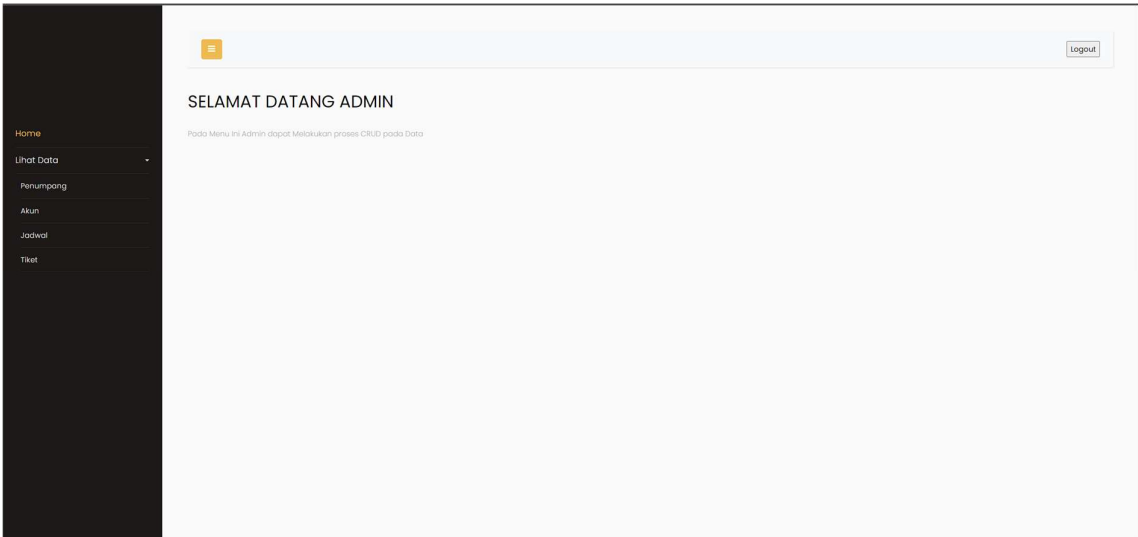 Logout
SELAMAT DATANG ADMIN
Pada Menu Ini Admin dapat Melakukan proses CRUD pada Data
Home
Lihat Data
Penumpang
Akun
Jadwal
Tiket